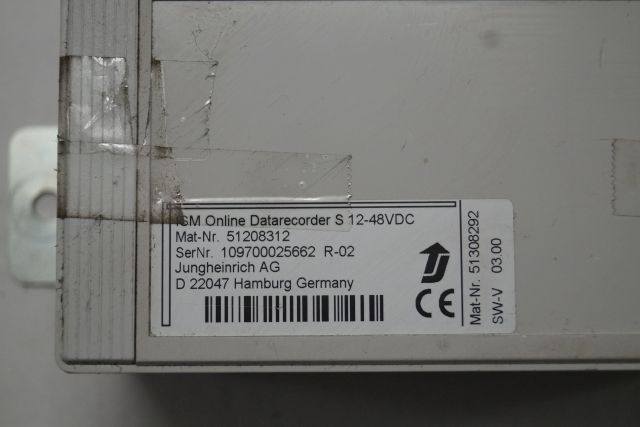 ISM Online Datarecorder S 12-48VDC
Mat-Nr. 51208312
SerNr. 109700025662 R-02
Jungheinrich AG
D 22047 Hamburg Germany
CE
Mat-Nr. 51308292
SW-V 03.00